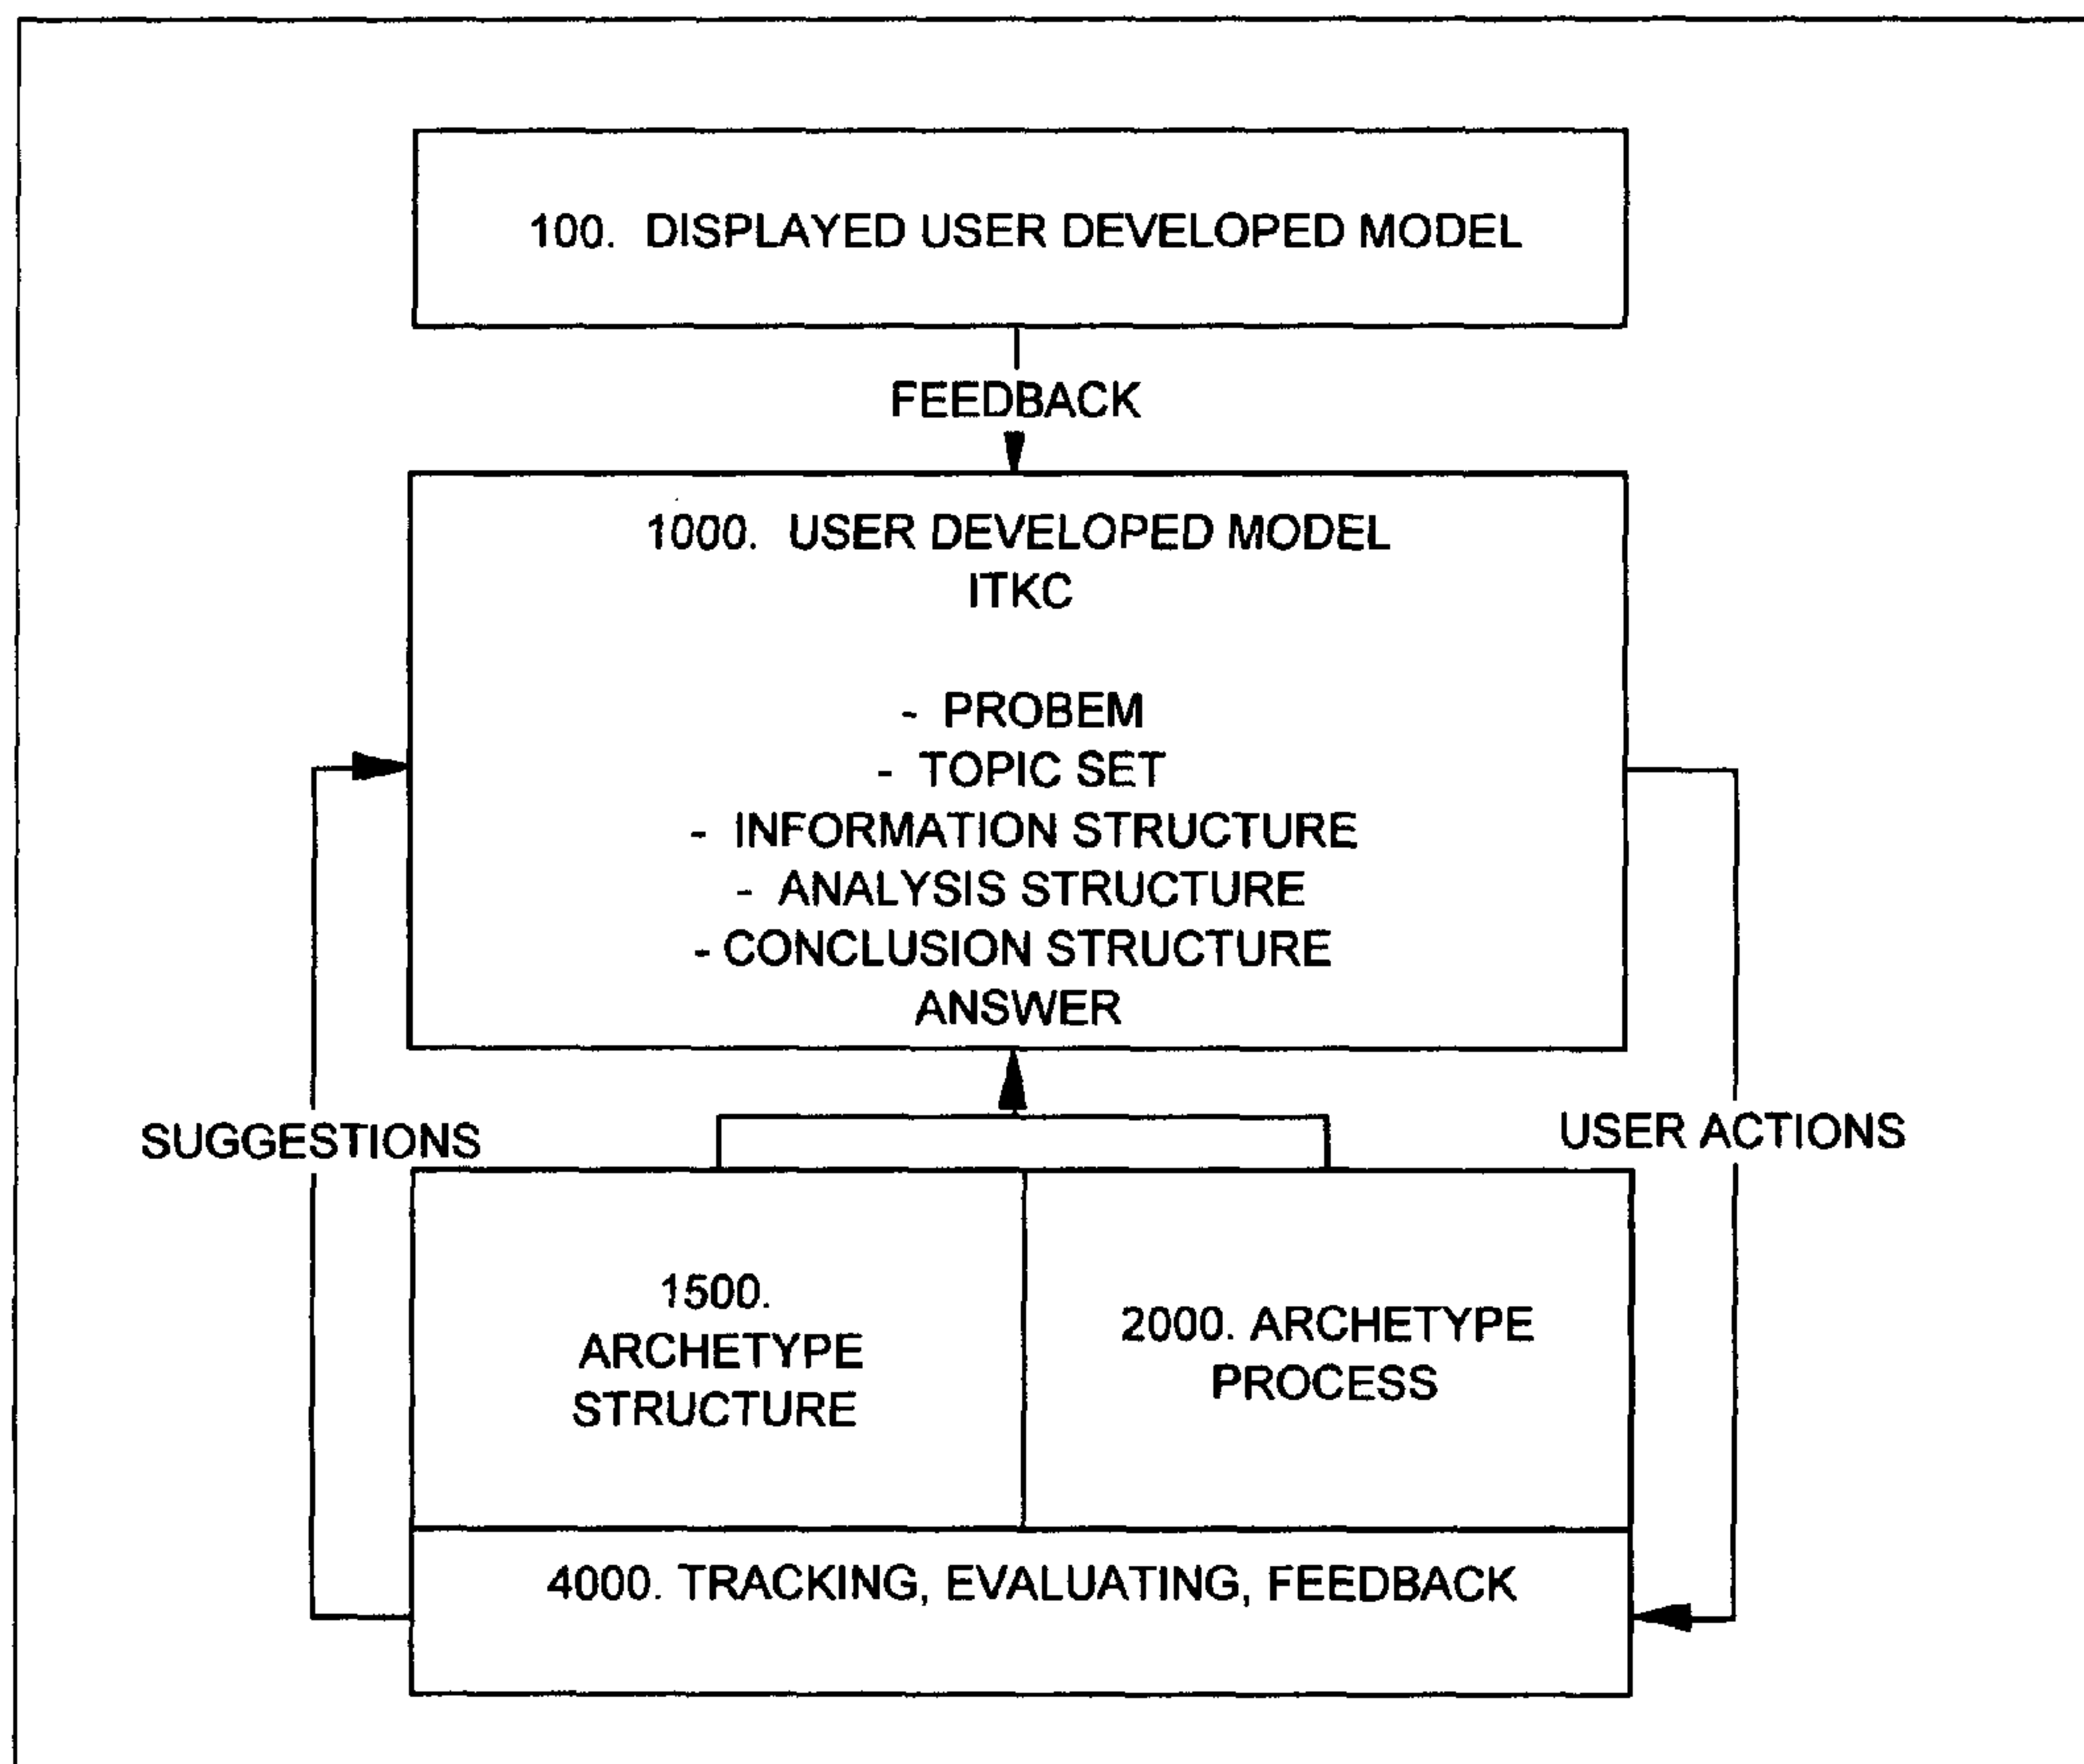 100. DISPLAYED USER DEVELOPED MODEL
FEEDBACK
1000. USER DEVELOPED MODEL
ITKC
- PROBEM
- TOPIC SET
- INFORMATION STRUCTURE
- ANALYSIS STRUCTURE
- CONCLUSION STRUCTURE
ANSWER
SUGGESTIONS
USER ACTIONS
1500.
ARCHETYPE
STRUCTURE
2000. ARCHETYPE
PROCESS
4000. TRACKING, EVALUATING, FEEDBACK